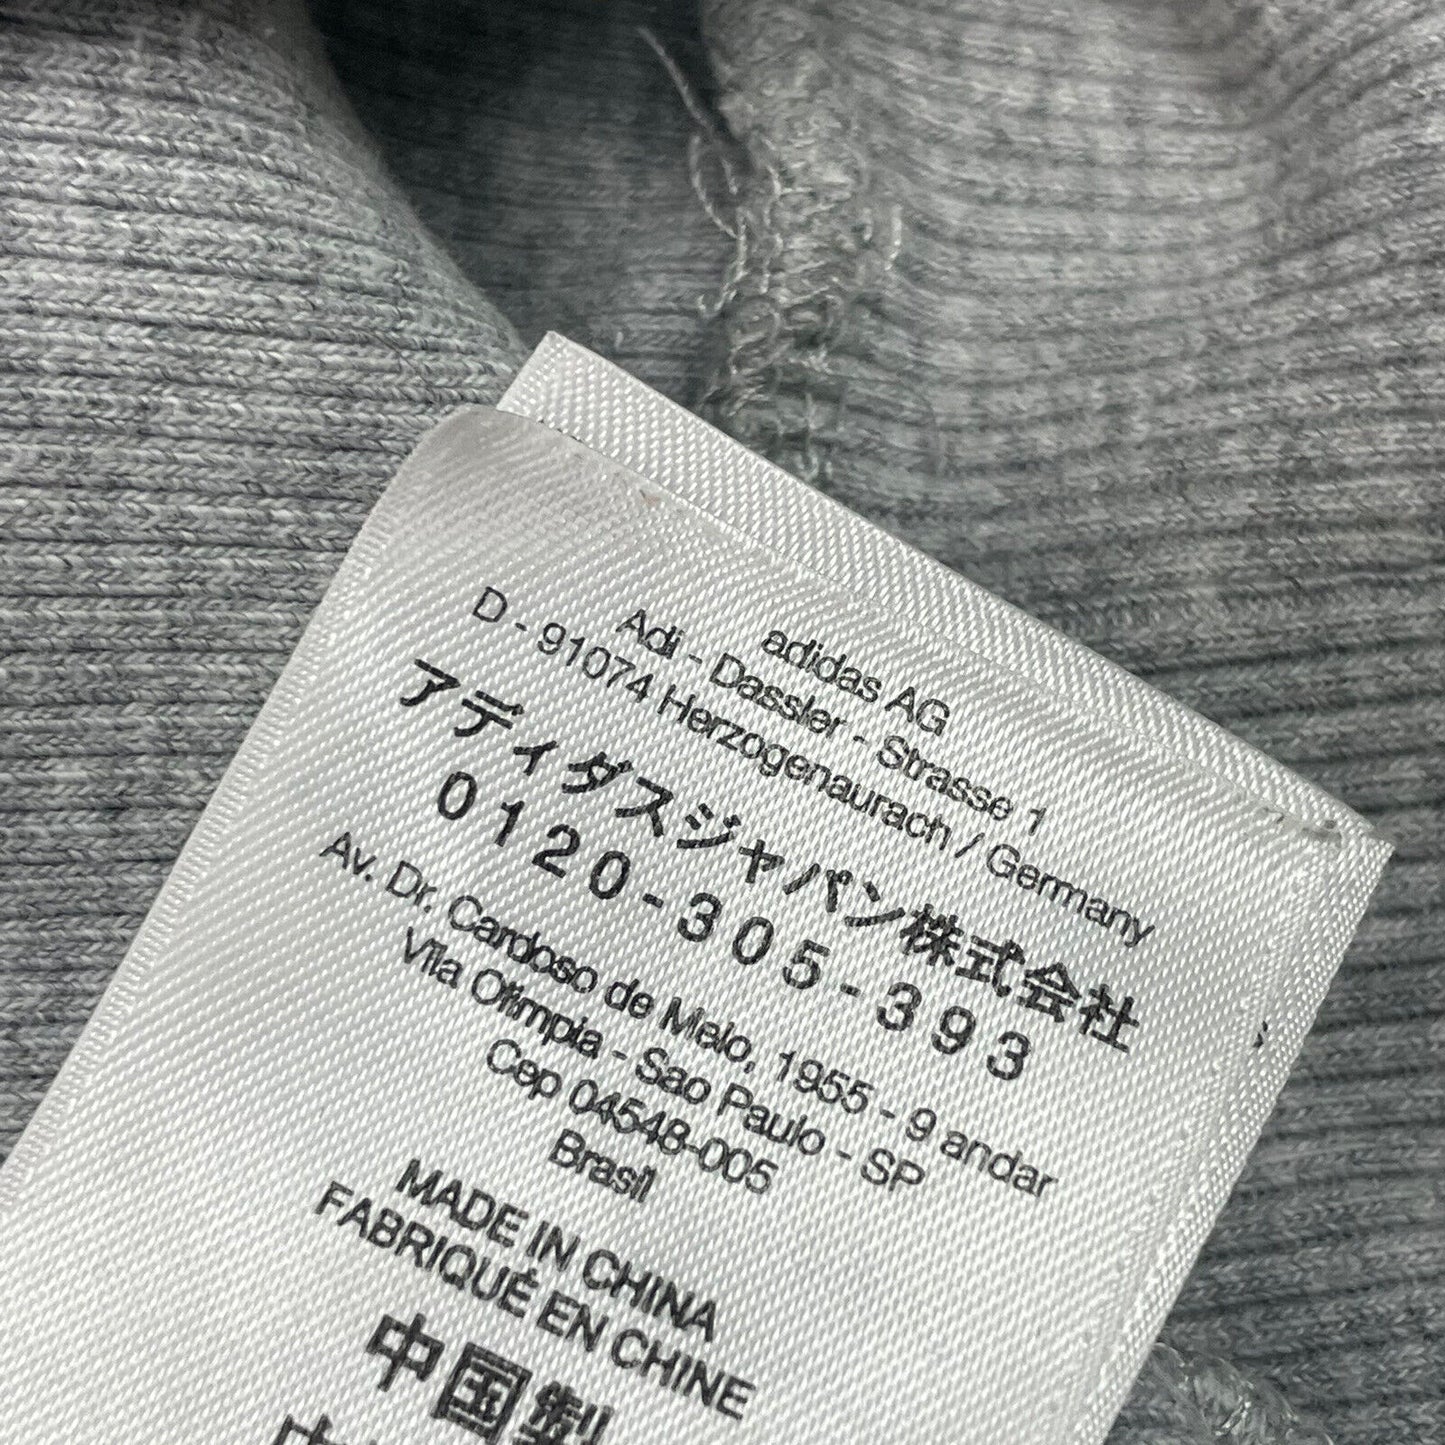 adidas AG
Adi - Dassler - Strasse 1
D - 91074 Herzogenaurach / Germany
アディダスジャパン株式会社
0120-305-393
Av. Dr. Cardoso de Melo, 1955 - 9 andar
Vila Olimpia - Sao Paulo - SP
Cep 04548-005
Brasil
MADE IN CHINA
FABRIQUÉ EN CHINE
中国製